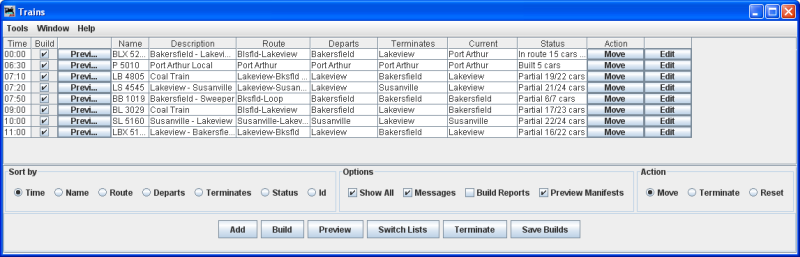 Trains
Tools Window Help
Time Build Name Description Route Departs Terminates Current Status Action
00:00 Previ... BLX 52... Bakersfield - Lakevi... Blsfld-Lakeview Bakersfield Lakeview Port Arthur In route 15 cars ... Move Edit
06:30 Previ... P 5010 Port Arthur Local Port Arthur Port Arthur Port Arthur Port Arthur Built 5 cars Move Edit
07:10 Previ... LB 4805 Coal Train Lakeview-Bksfld ... Lakeview Bakersfield Lakeview Partial 19/22 cars Move Edit
07:20 Previ... LS 4545 Lakeview - Susanville Lakeview-Susan... Lakeview Susanville Lakeview Partial 21/24 cars Move Edit
07:50 Previ... BB 1019 Bakersfield - Sweeper Bksfld-Loop Bakersfield Bakersfield Bakersfield Partial 6/7 cars Move Edit
09:00 Previ... BL 3029 Coal Train Blsfld-Lakeview Bakersfield Lakeview Bakersfield Partial 17/23 cars Move Edit
10:00 Previ... SL 5160 Susanville - Lakeview Susanville-Lakev... Susanville Lakeview Susanville Partial 22/24 cars Move Edit
11:00 Previ... LBX 51... Lakeview - Bakersfie... Lakeview-Bksfld Lakeview Bakersfield Lakeview Partial 16/22 cars Move Edit
Sort by Options Action
Time Name Route Departs Terminates Status Id Show All Messages Build Reports Preview Manifests Move Terminate Reset
Add Build Preview Switch Lists Terminate Save Builds